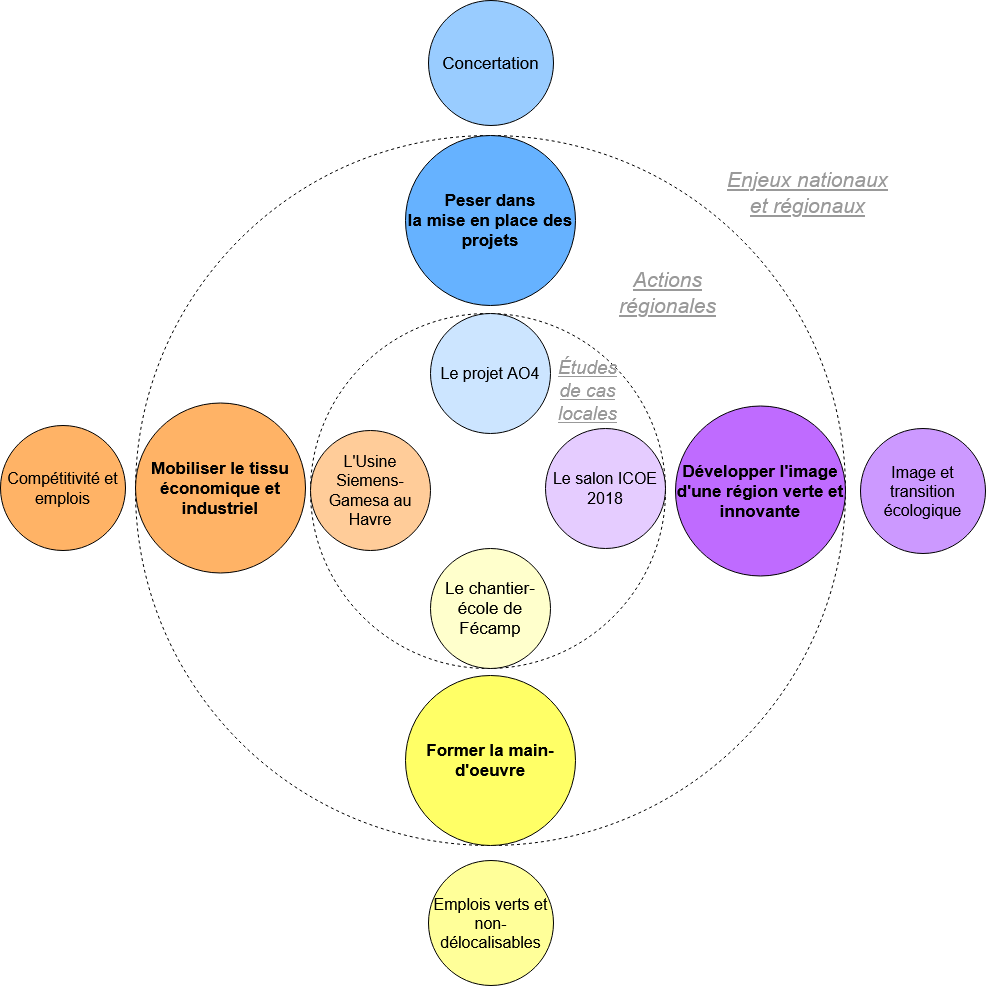 Concertation
Enjeux nationaux
et régionaux
Peser dans
la mise en place des
projets
Actions
régionales
Le projet AO4
Études
de cas
locales
Compétitivité et
emplois
Mobiliser le tissu
économique et
industriel
L'Usine
Siemens-
Gamesa au
Havre
Le salon ICOE
2018
Développer l'image
d'une région verte et
innovante
Image et
transition
écologique
Le chantier-
école de
Fécamp
Former la main-
d'oeuvre
Emplois verts et
non-
délocalisables